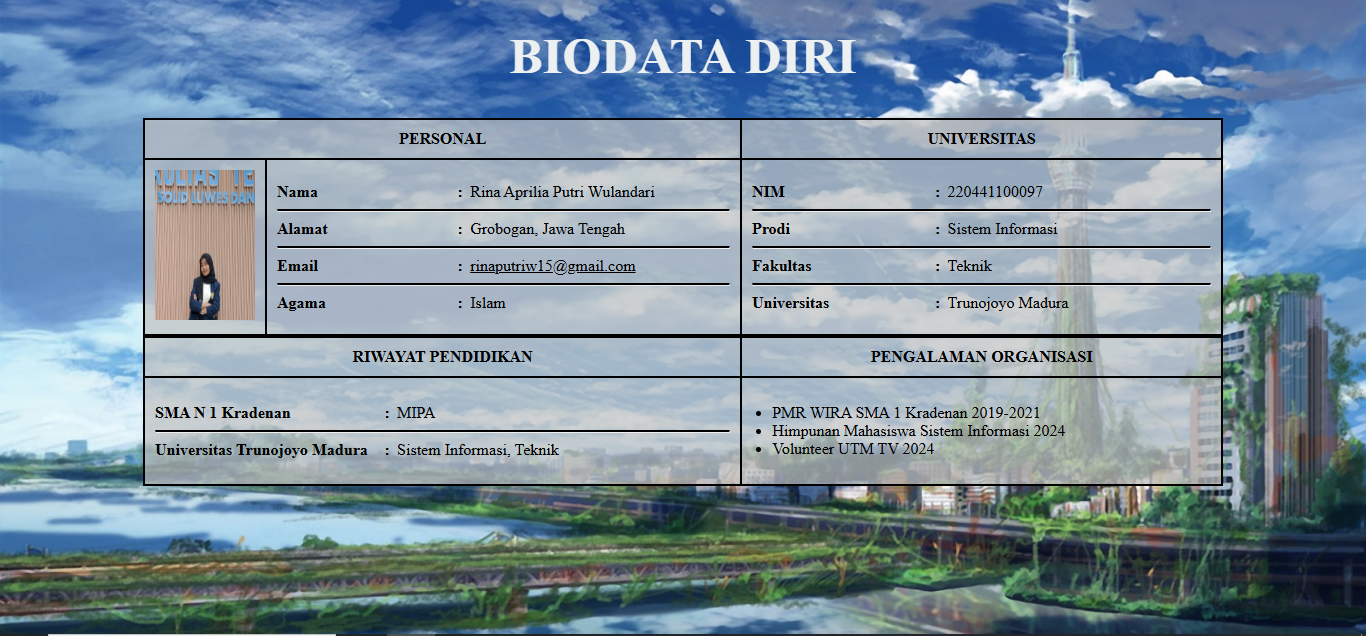 BIODATA DIRI
PERSONAL
UNIVERSITAS
SOLID LUWES DAN
Nama : Rina Aprilia Putri Wulandari
Alamat : Grobogan, Jawa Tengah
Email : rinaputriw15@gmail.com
Agama : Islam
NIM : 220441100097
Prodi : Sistem Informasi
Fakultas : Teknik
Universitas : Trunojoyo Madura
RIWAYAT PENDIDIKAN
PENGALAMAN ORGANISASI
SMA N 1 Kradenan : MIPA
Universitas Trunojoyo Madura : Sistem Informasi, Teknik
• PMR WIRA SMA 1 Kradenan 2019-2021
• Himpunan Mahasiswa Sistem Informasi 2024
• Volunteer UTM TV 2024